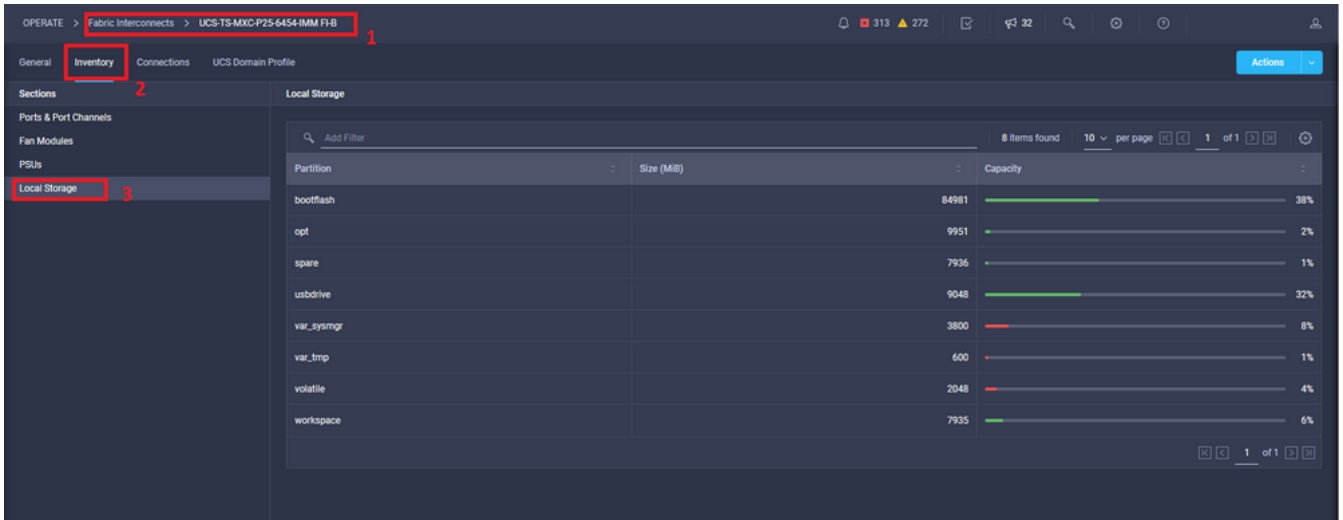 OPERATE > Fabric Interconnects > UCS-TS-MXC-P25-6454-IMM FI-B 313 272 32
1
General Inventory Connections UCS Domain Profile Actions
2
Sections Local Storage
Ports & Port Channels
Fan Modules Add Filter 8 items found 10 per page 1 of 1
PSUs Partition Size (MiB) Capacity
Local Storage 3
bootflash 84981 38%
opt 9951 2%
spare 7936 1%
usbdrive 9048 32%
var_sysmgr 3800 8%
var_tmp 600 1%
volatile 2048 4%
workspace 7935 6%
1 of 1